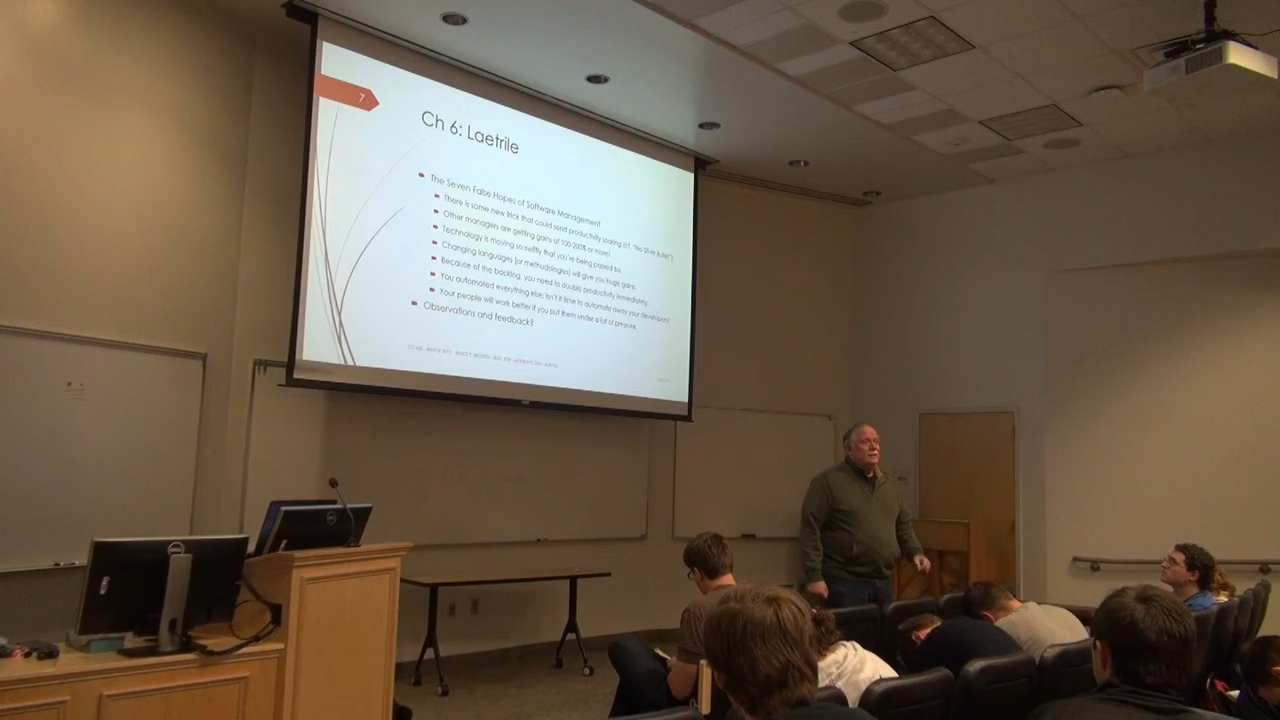 7
Ch 6: Laetrile
The Seven False Hopes of Software Management
There is some new trick that could send productivity soaring (cf. "No Silver Bullet")
Other managers are getting gains of 100-200% or more!
Technology is moving so swiftly that you're being passed by.
Changing languages (or methodologies) will give you huge gains.
Because of the backlog, you need to double productivity immediately.
You automated everything else; isn't it time to automate away your developers?
Your people will work better if you put them under a lot of pressure.
Observations and feedback?
DELL
DELL